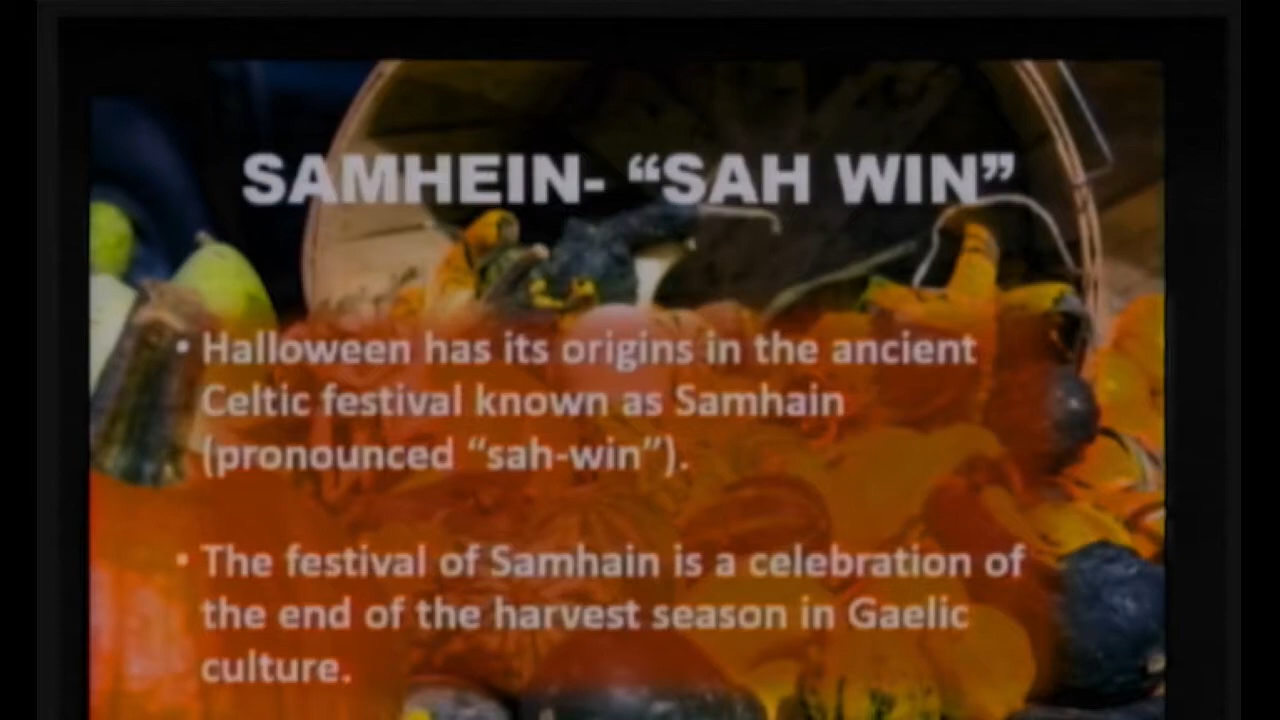 SAMHEIN- “SAH WIN”
• Halloween has its origins in the ancient
Celtic festival known as Samhain
(pronounced “sah-win”).
• The festival of Samhain is a celebration of
the end of the harvest season in Gaelic
culture.